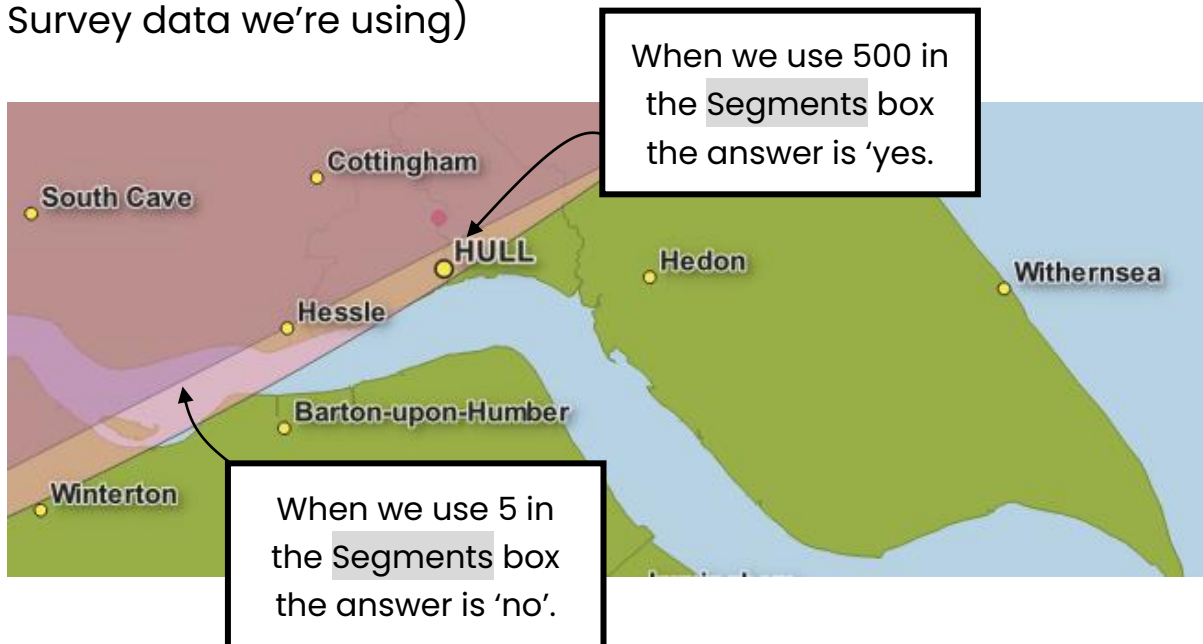 Survey data we’re using)
When we use 500 in
the Segments box
the answer is ‘yes.
Cottingham
South Cave
HULL
Hedon
Withernsea
Hessle
Barton-upon-Humber
Winterton
When we use 5 in
the Segments box
the answer is ‘no’.